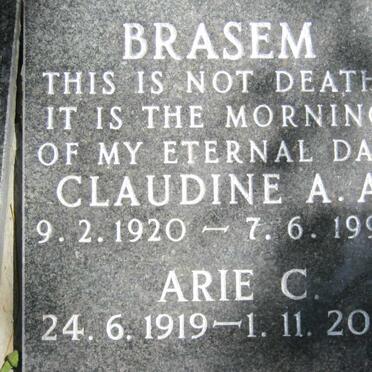 BRASEM
THIS IS NOT DEATH
IT IS THE MORNING
OF MY ETERNAL DA
CLAUDINE A. A
9. 2. 1920 — 7. 6. 199
ARIE C.
24. 6. 1919 — 1. 11. 20